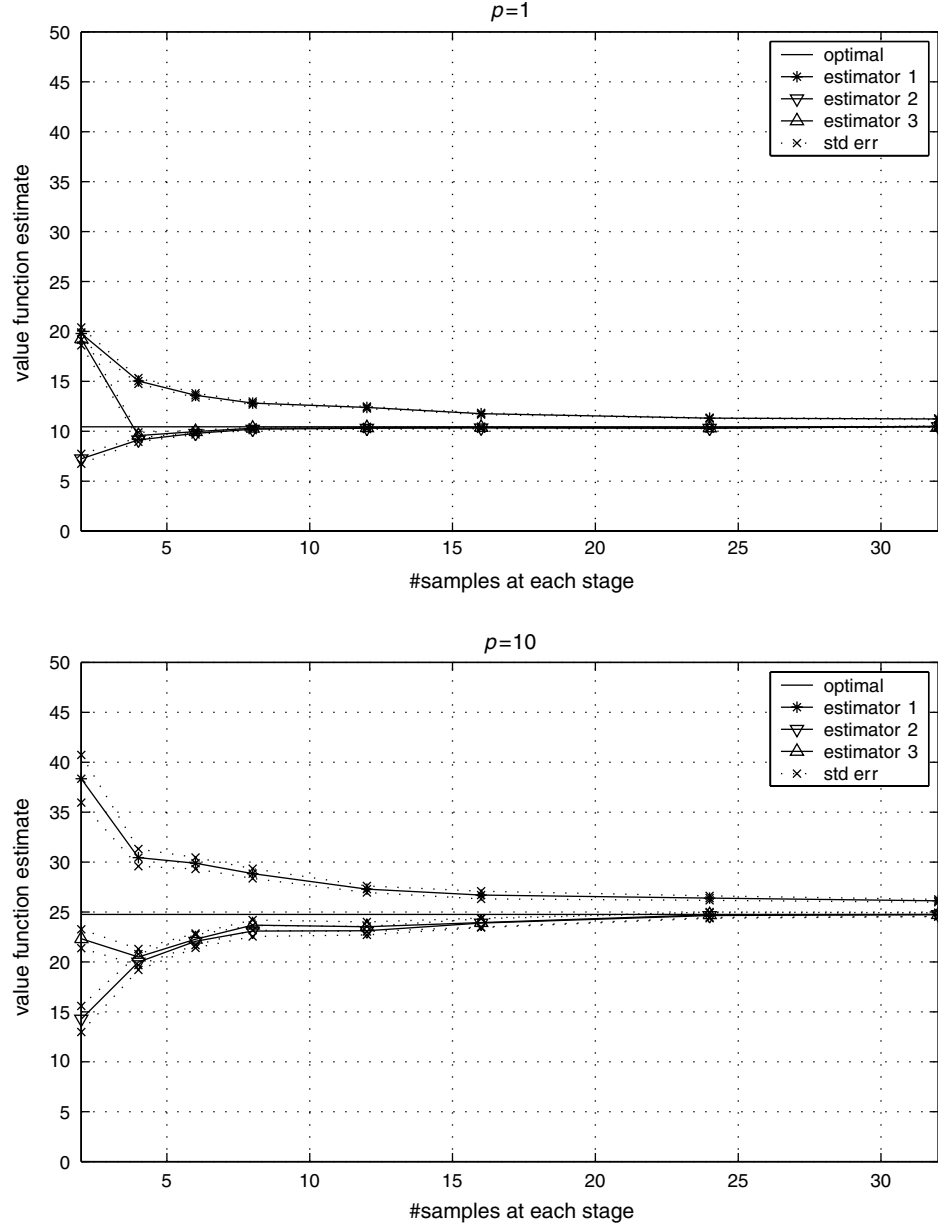 p=1
50
45
40
35
30
25
20
15
10
5
0
value function estimate
optimal
estimator 1
estimator 2
estimator 3
std err
5
10
15
20
25
30
#samples at each stage
p=10
50
45
40
35
30
25
20
15
10
5
0
value function estimate
optimal
estimator 1
estimator 2
estimator 3
std err
5
10
15
20
25
30
#samples at each stage